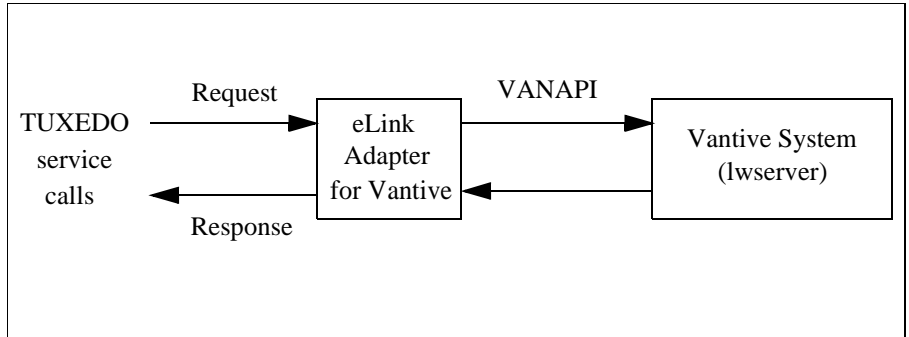 Request
VANAPI
TUXEDO
service
calls
eLink
Adapter
for Vantive
Vantive System
(lwserver)
Response